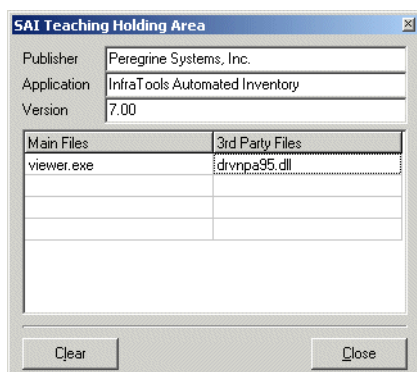 SAI Teaching Holding Area
Publisher Peregrine Systems, Inc.
Application InfraTools Automated Inventory
Version 7.00
Main Files 3rd Party Files
viewer.exe drvnpa95.dll
Clear Close